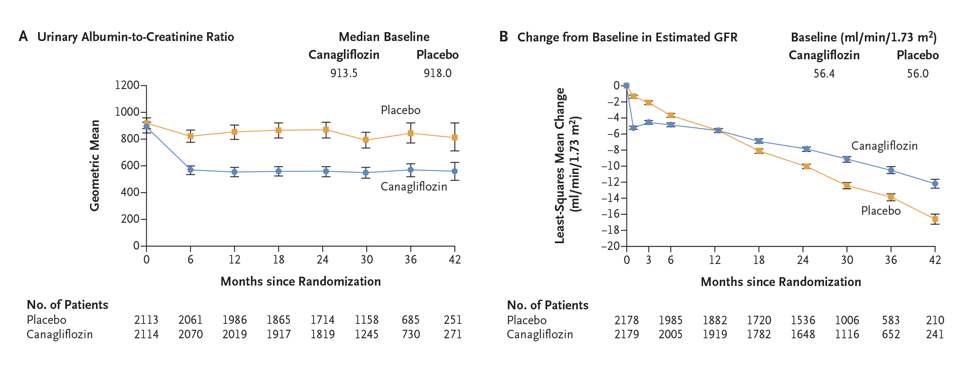 A Urinary Albumin-to-Creatinine Ratio
Median Baseline
Canagliflozin Placebo
913.5 918.0
1200
1000
800
600
400
200
0
Geometric Mean
Placebo
Canagliflozin
0 6 12 18 24 30 36 42
Months since Randomization
No. of Patients
Placebo 2113 2061 1986 1865 1714 1158 685 251
Canagliflozin 2114 2070 2019 1917 1819 1245 730 271
B Change from Baseline in Estimated GFR
Baseline (ml/min/1.73 m²)
Canagliflozin Placebo
56.4 56.0
0
−2
−4
−6
−8
−10
−12
−14
−16
−18
−20
Least-Squares Mean Change
(ml/min/1.73 m²)
Canagliflozin
Placebo
0 3 6 12 18 24 30 36 42
Months since Randomization
No. of Patients
Placebo 2178 1985 1882 1720 1536 1006 583 210
Canagliflozin 2179 2005 1919 1782 1648 1116 652 241